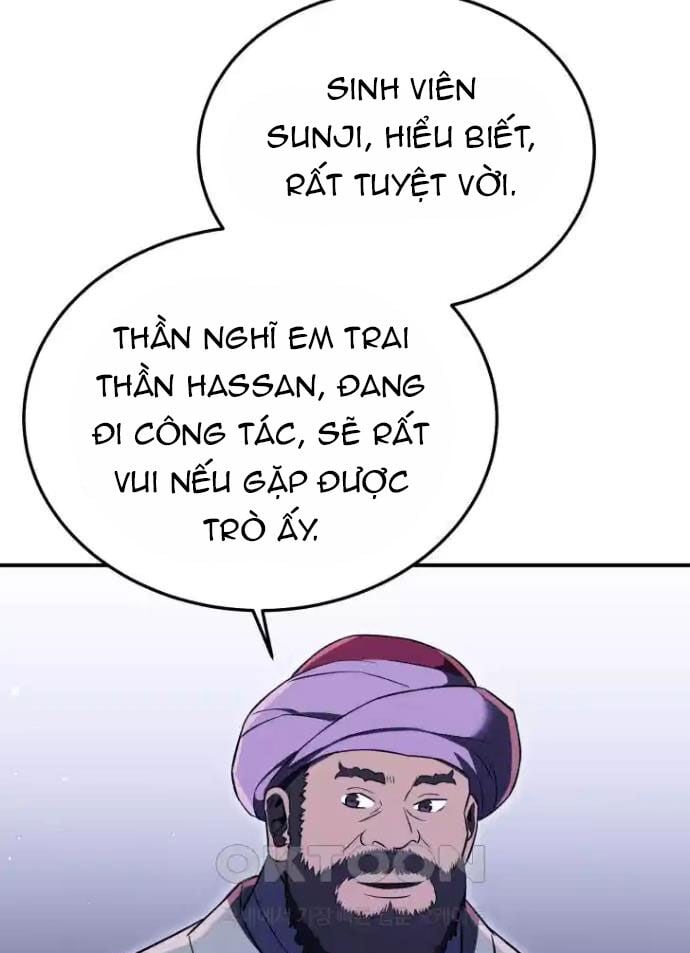 SINH VIÊN
SUNJI, HIỂU BIẾT,
RẤT TUYỆT VỜI.
THẦN NGHĨ EM TRAI
THẦN HASSAN, ĐANG
ĐI CÔNG TÁC, SẼ RẤT
VUI NẾU GẶP ĐƯỢC
TRÒ ẤY.
OKTOON